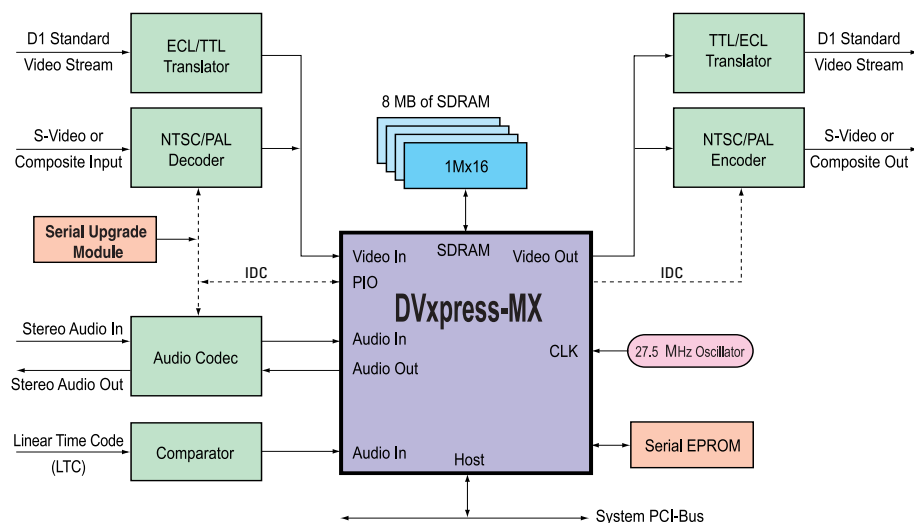 D1 Standard
Video Stream
ECL/TTL
Translator
TTL/ECL
Translator
D1 Standard
Video Stream
8 MB of SDRAM
S-Video or
Composite Input
NTSC/PAL
Decoder
1Mx16
NTSC/PAL
Encoder
S-Video or
Composite Out
Serial Upgrade
Module
Video In
SDRAM
Video Out
IDC
PIO
IDC
DVxpress-MX
Stereo Audio In
Stereo Audio Out
Audio Codec
Audio In
Audio Out
CLK
27.5 MHz Oscillator
Linear Time Code
(LTC)
Comparator
Audio In
Host
Serial EPROM
System PCI-Bus